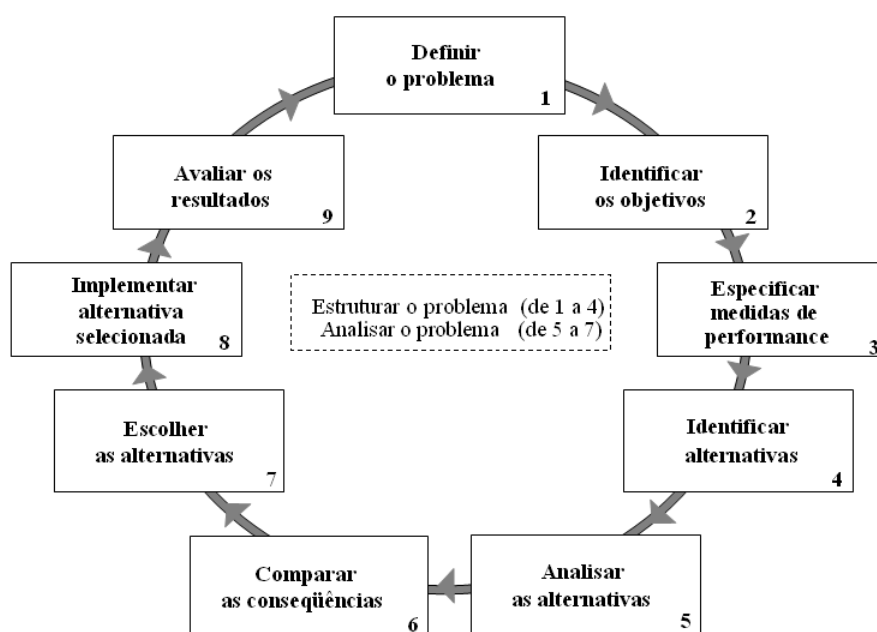 Definir
o problema
1
Identificar
os objetivos
2
Especificar
medidas de
performance
3
Identificar
alternativas
4
Analisar
as alternativas
5
Comparar
as conseqüências
6
Escolher
as alternativas
7
Implementar
alternativa
selecionada
8
Avaliar os
resultados
9
Estruturar o problema (de 1 a 4)
Analisar o problema (de 5 a 7)